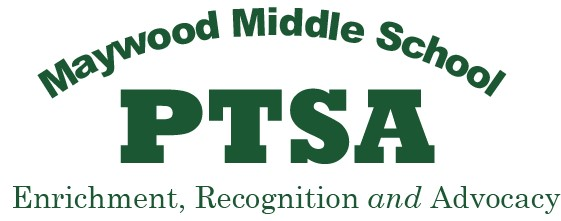 Maywood Middle School
PTSA
Enrichment, Recognition and Advocacy